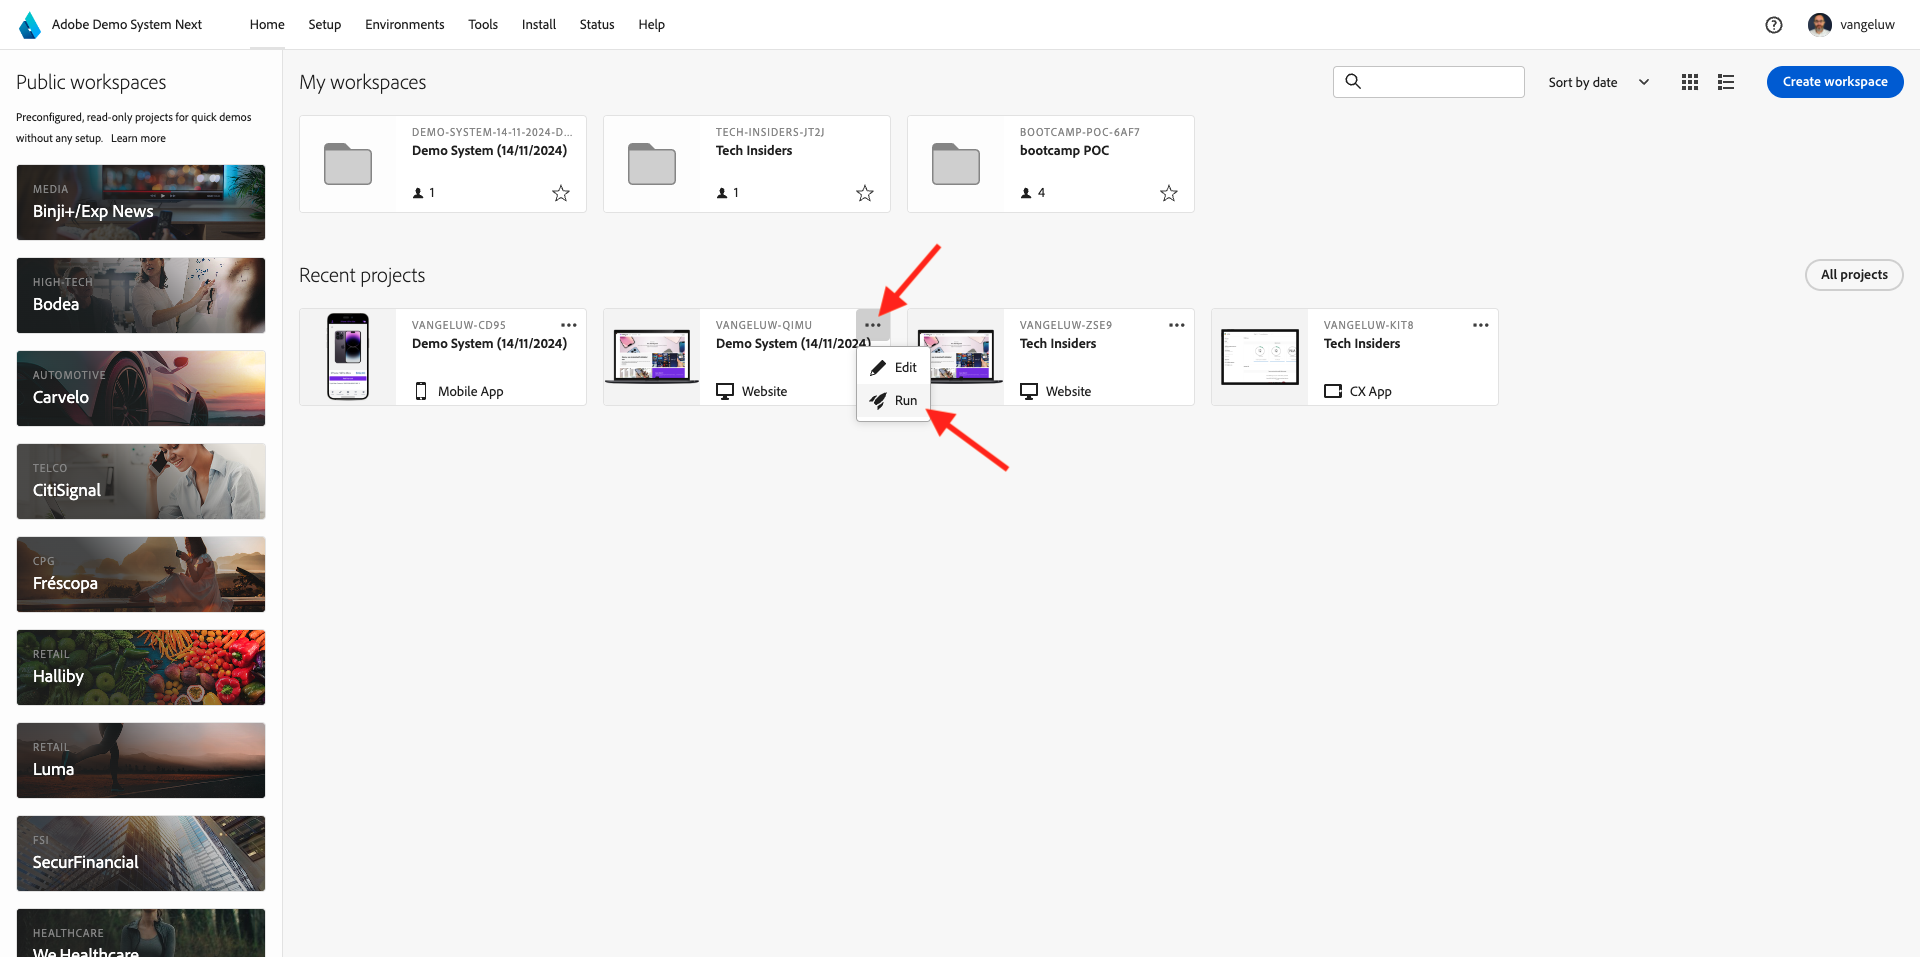 Adobe Demo System Next
Home
Setup
Environments
Tools
Install
Status
Help
vangeluw
Public workspaces
Preconfigured, read-only projects for quick demos
without any setup. Learn more
MEDIA
Binji+/Exp News
HIGH-TECH
Bodea
AUTOMOTIVE
Carvelo
TELCO
CitiSignal
CPG
Fréscopa
RETAIL
Halliby
RETAIL
Luma
FSI
SecurFinancial
HEALTHCARE
We.Healthcare
My workspaces
Sort by date
Create workspace
DEMO-SYSTEM-14-11-2024-D...
Demo System (14/11/2024)
1
TECH-INSIDERS-JT2J
Tech Insiders
1
BOOTCAMP-POC-6AF7
bootcamp POC
4
Recent projects
All projects
VANGELUW-CD95
Demo System (14/11/2024)
Mobile App
VANGELUW-QIMU
Demo System (14/11/2024)
Website
Edit
Run
VANGELUW-ZSE9
Tech Insiders
Website
VANGELUW-KIT8
Tech Insiders
CX App